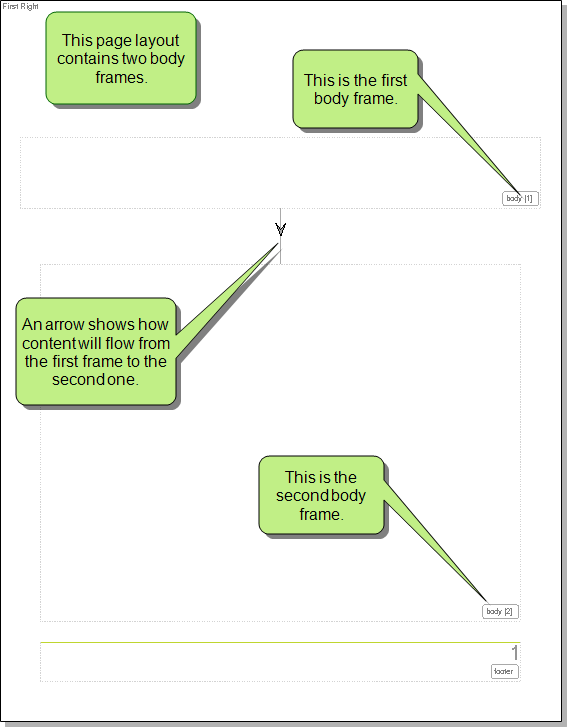 First Right
This page layout
contains two body
frames.
This is the first
body frame.
body [1]
An arrow shows how
content will flow from
the first frame to the
second one.
This is the
second body
frame.
body [2]
1
footer